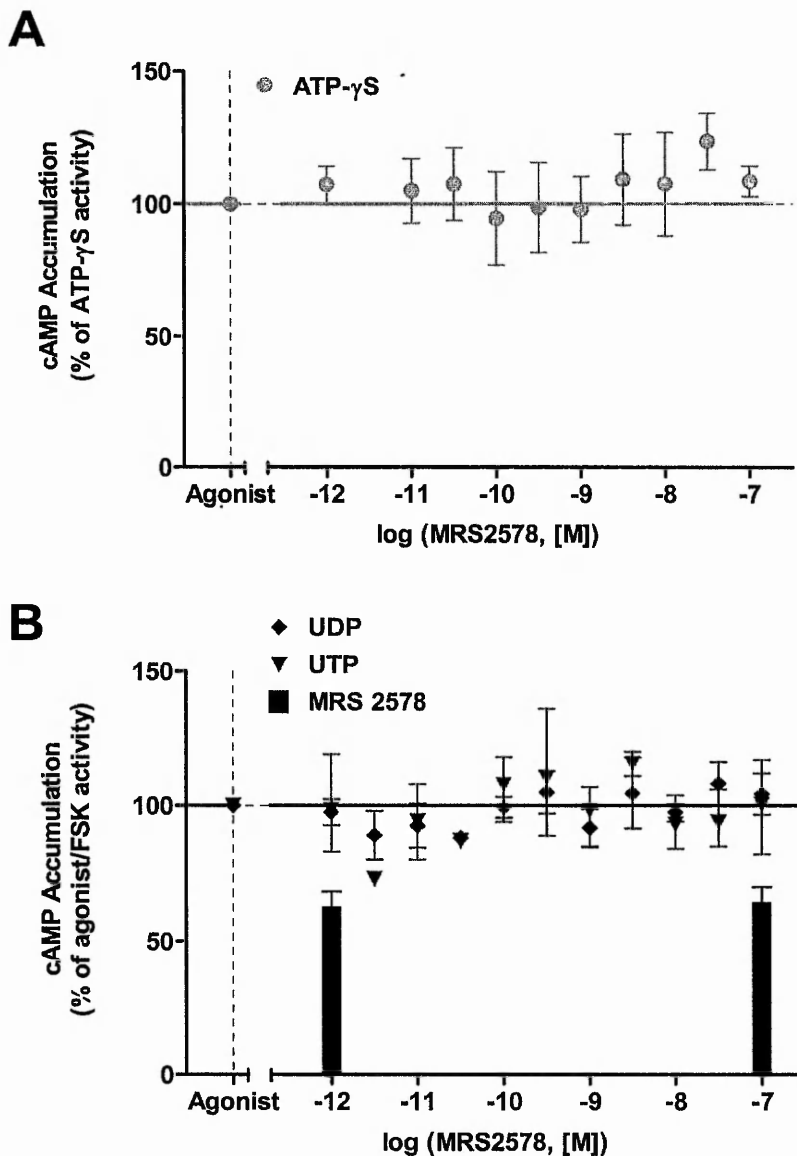 A
150
ATP-γS
100
50
0
cAMP Accumulation
(% of ATP-γS activity)
Agonist -12 -11 -10 -9 -8 -7
log (MRS2578, [M])
B
UDP
UTP
MRS 2578
150
100
50
0
cAMP Accumulation
(% of agonist/FSK activity)
Agonist -12 -11 -10 -9 -8 -7
log (MRS2578, [M])